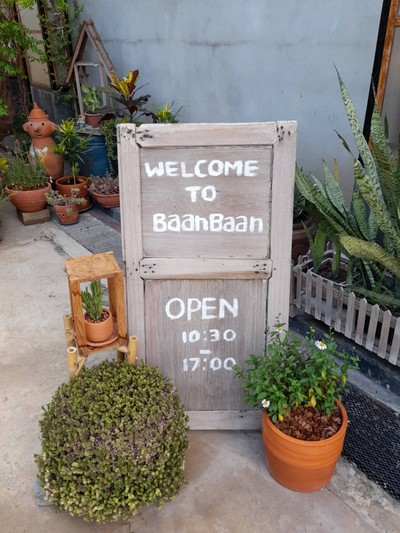 WELCOME
TO
BaanBaan
OPEN
10:30
-
17:00